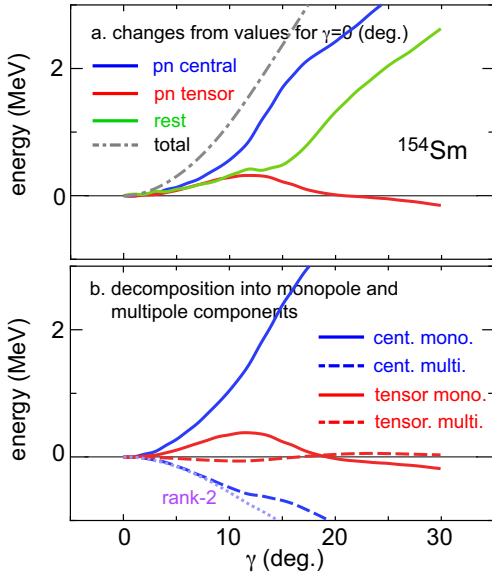 a. changes from values for γ=0 (deg.)
pn central
pn tensor
rest
total
¹⁵⁴Sm
energy (MeV)
2
0
b. decomposition into monopole and
multipole components
cent. mono.
cent. multi.
tensor mono.
tensor. multi.
rank-2
energy (MeV)
2
0
0
10
20
30
γ (deg.)